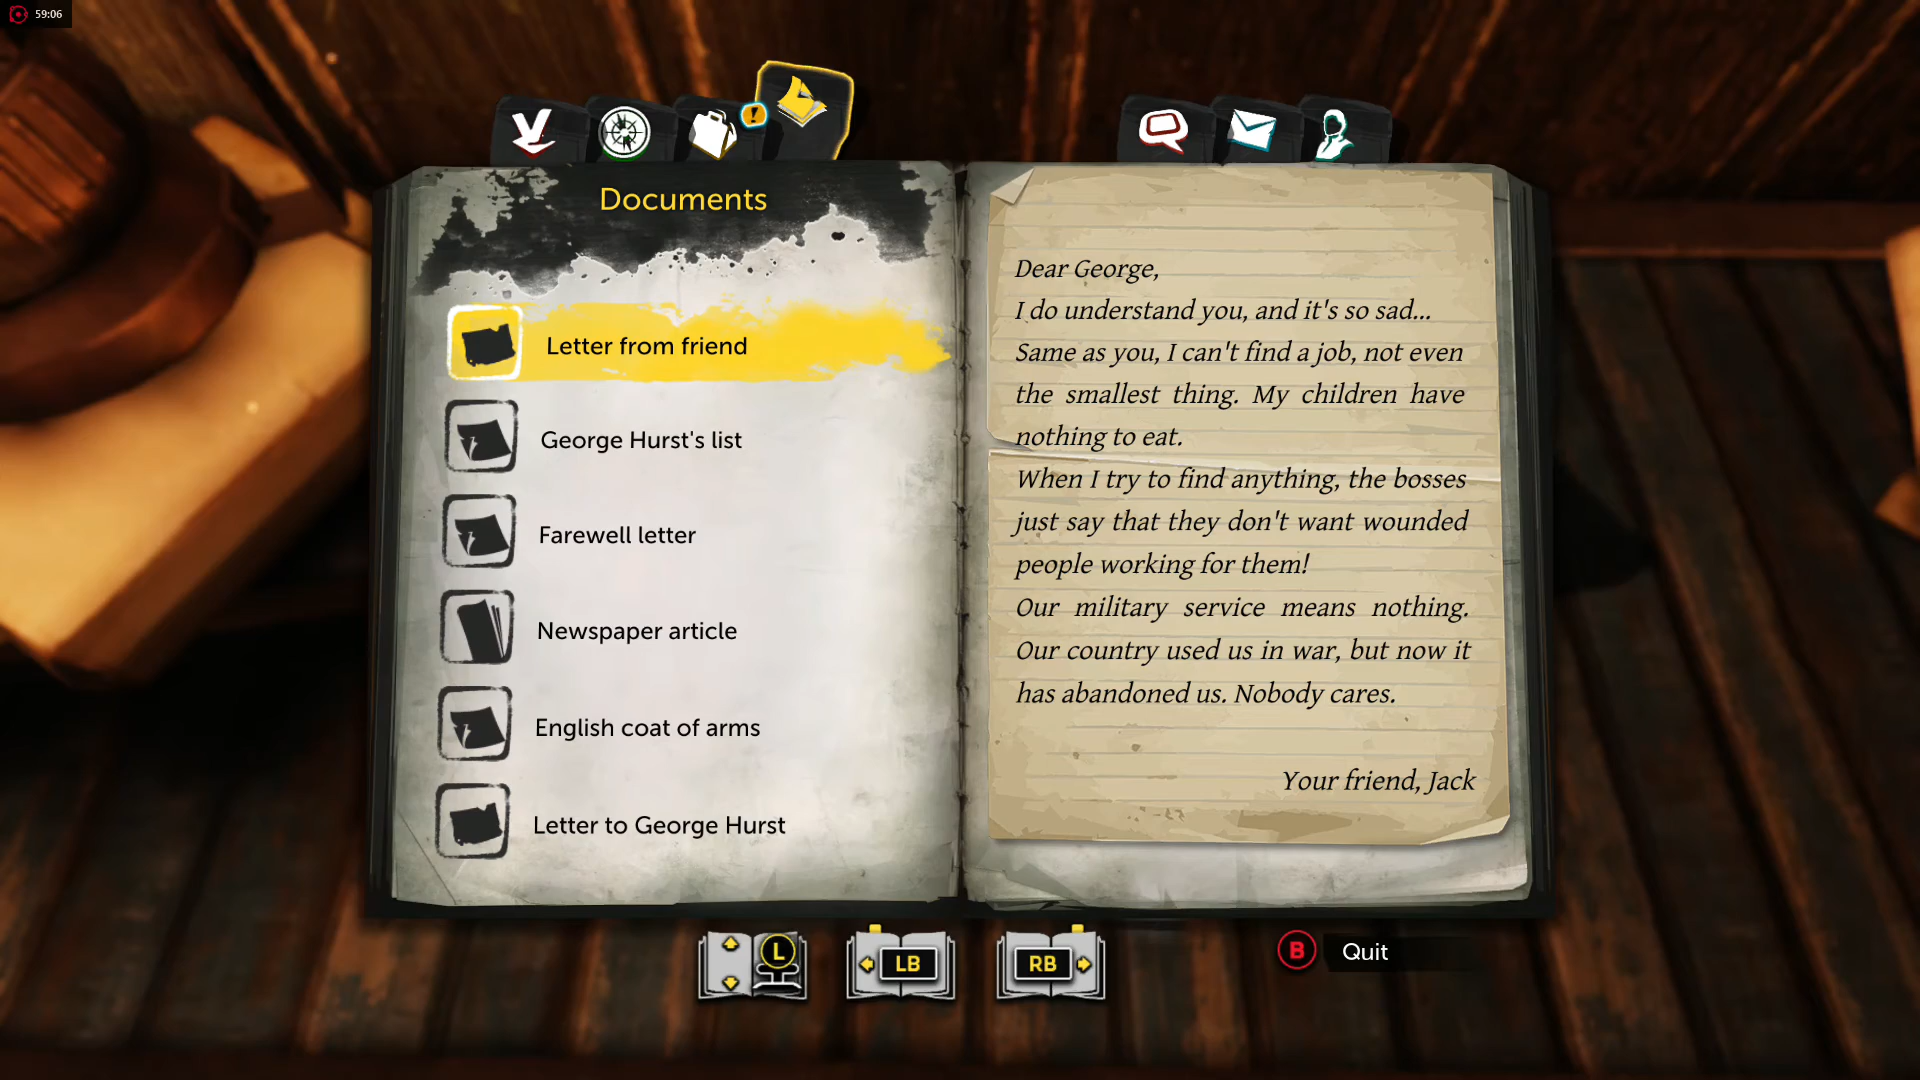 59:06
Documents
Letter from friend
George Hurst's list
Farewell letter
Newspaper article
English coat of arms
Letter to George Hurst
Dear George,
I do understand you, and it's so sad...
Same as you, I can't find a job, not even
the smallest thing. My children have
nothing to eat.
When I try to find anything, the bosses
just say that they don't want wounded
people working for them!
Our military service means nothing.
Our country used us in war, but now it
has abandoned us. Nobody cares.
Your friend, Jack
L
LB
RB
B Quit